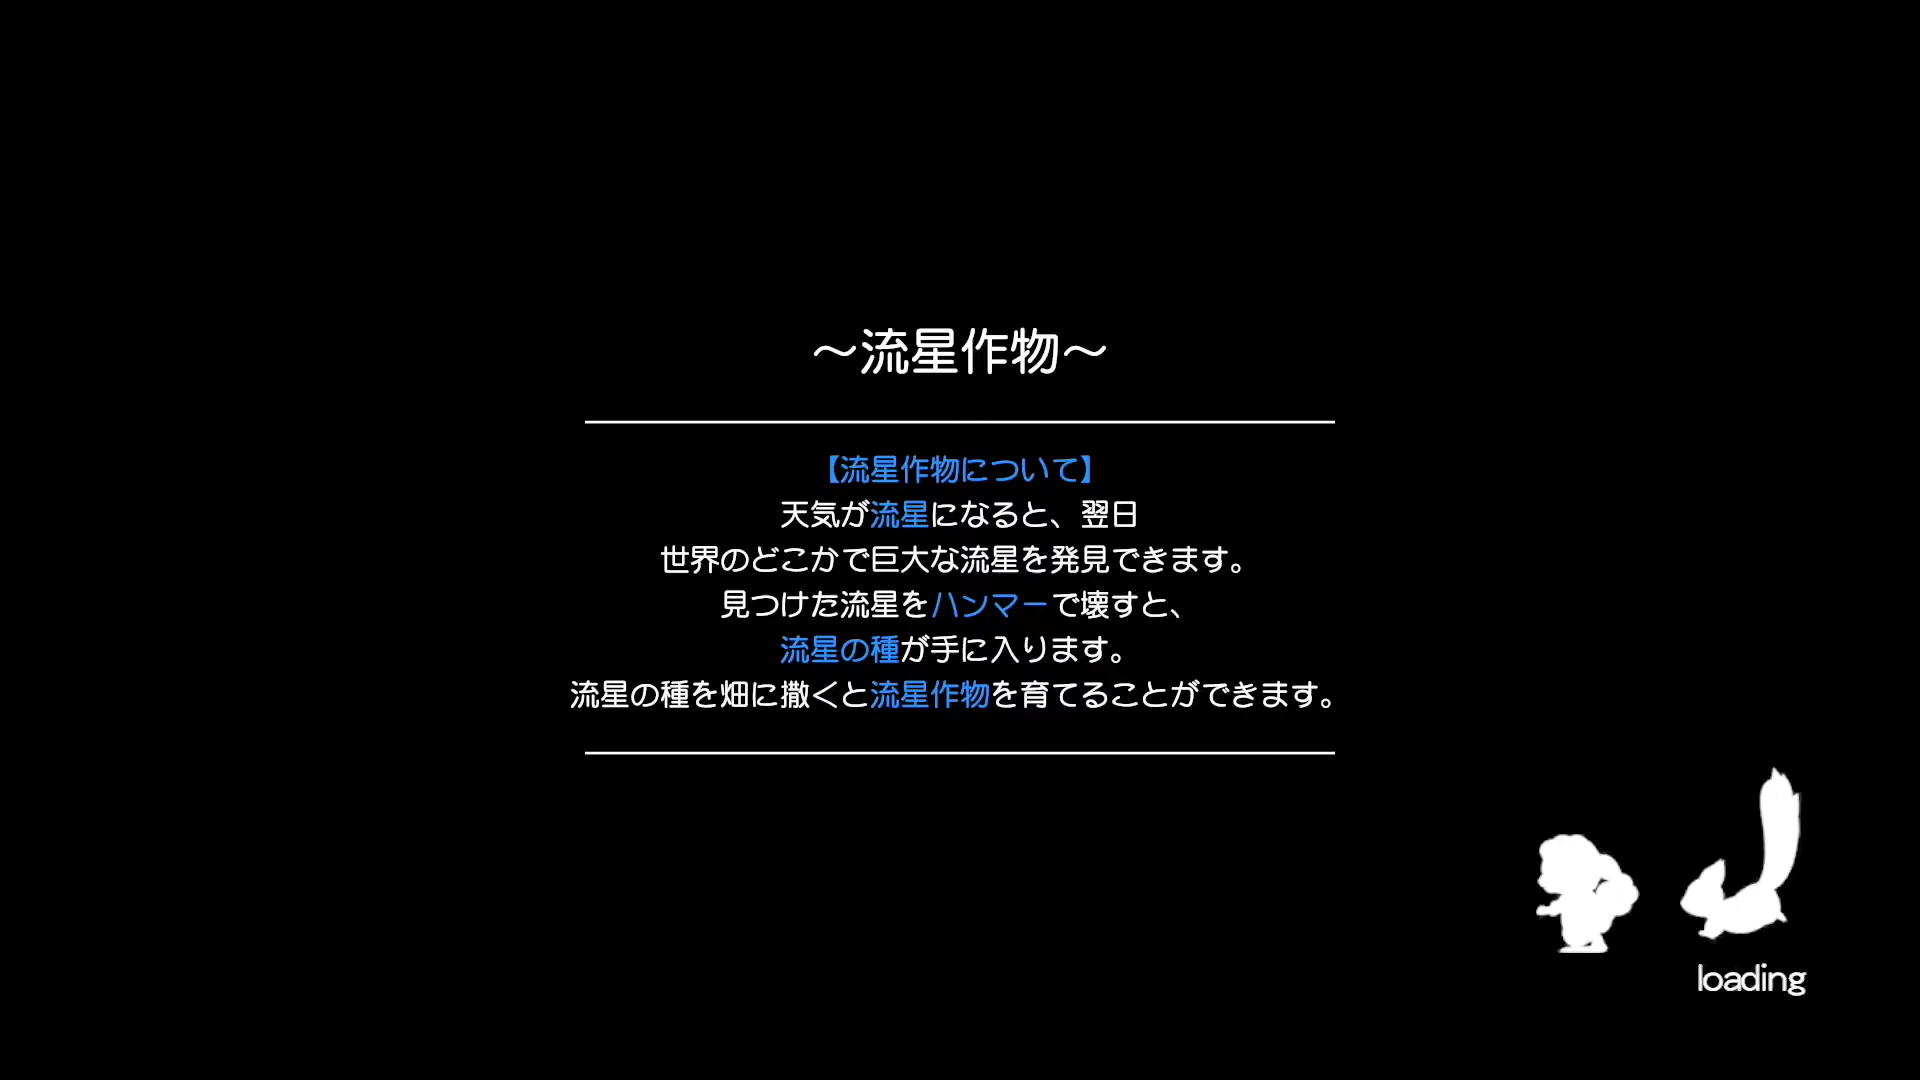 ～流星作物～
【流星作物について】
天気が流星になると、翌日
世界のどこかで巨大な流星を発見できます。
見つけた流星をハンマーで壊すと、
流星の種が手に入ります。
流星の種を畑に撒くと流星作物を育てることができます。
loading